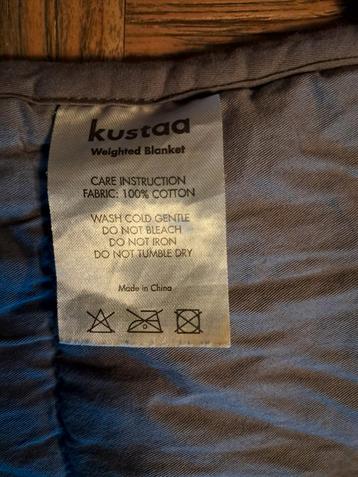 kustaa
Weighted Blanket
CARE INSTRUCTION
FABRIC: 100% COTTON
WASH COLD GENTLE
DO NOT BLEACH
DO NOT IRON
DO NOT TUMBLE DRY
Made in China